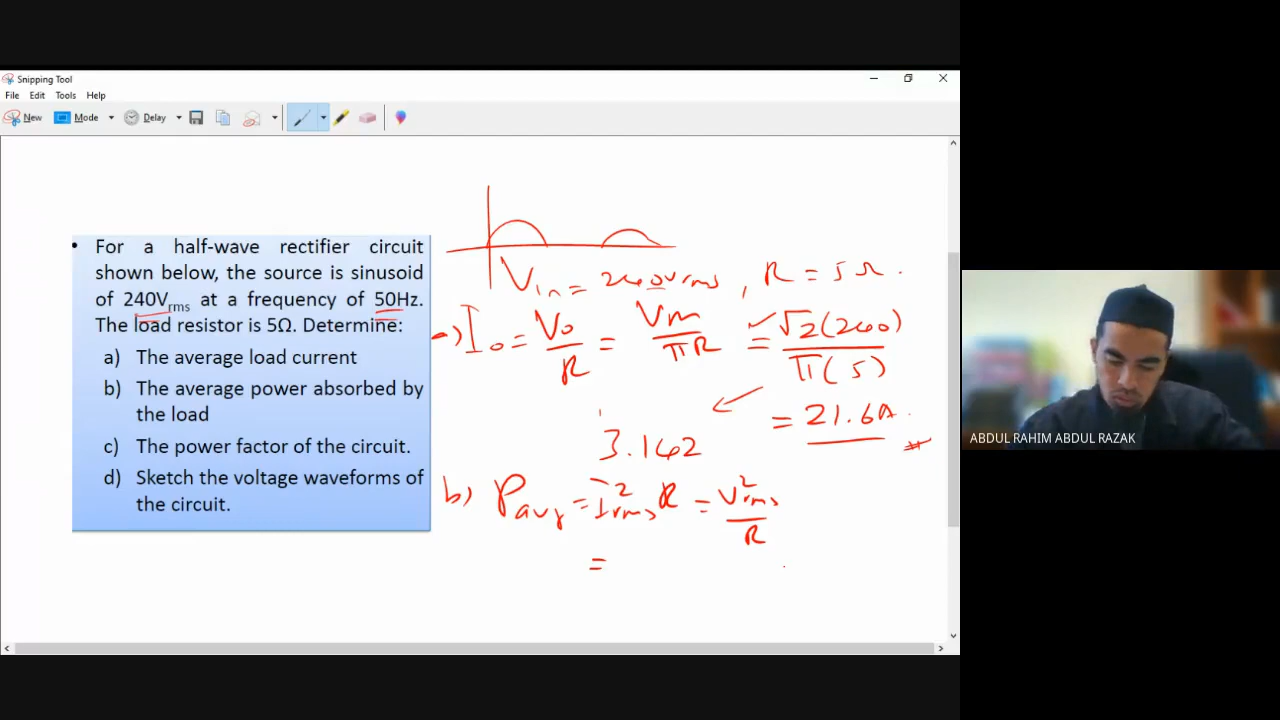 Snipping Tool
File Edit Tools Help
New Mode Delay
• For a half-wave rectifier circuit
shown below, the source is sinusoid
of 240Vrms at a frequency of 50Hz.
The load resistor is 5Ω. Determine:
a) The average load current
b) The average power absorbed by
the load
c) The power factor of the circuit.
d) Sketch the voltage waveforms of
the circuit.
Vin = 240Vrms , R = 5Ω.
a) Io = Vo/R = Vm/πR = √2(240)/π(5)
= 21.6A.
3.142
b) Pavg = I²rms R = V²rms/R
=
ABDUL RAHIM ABDUL RAZAK